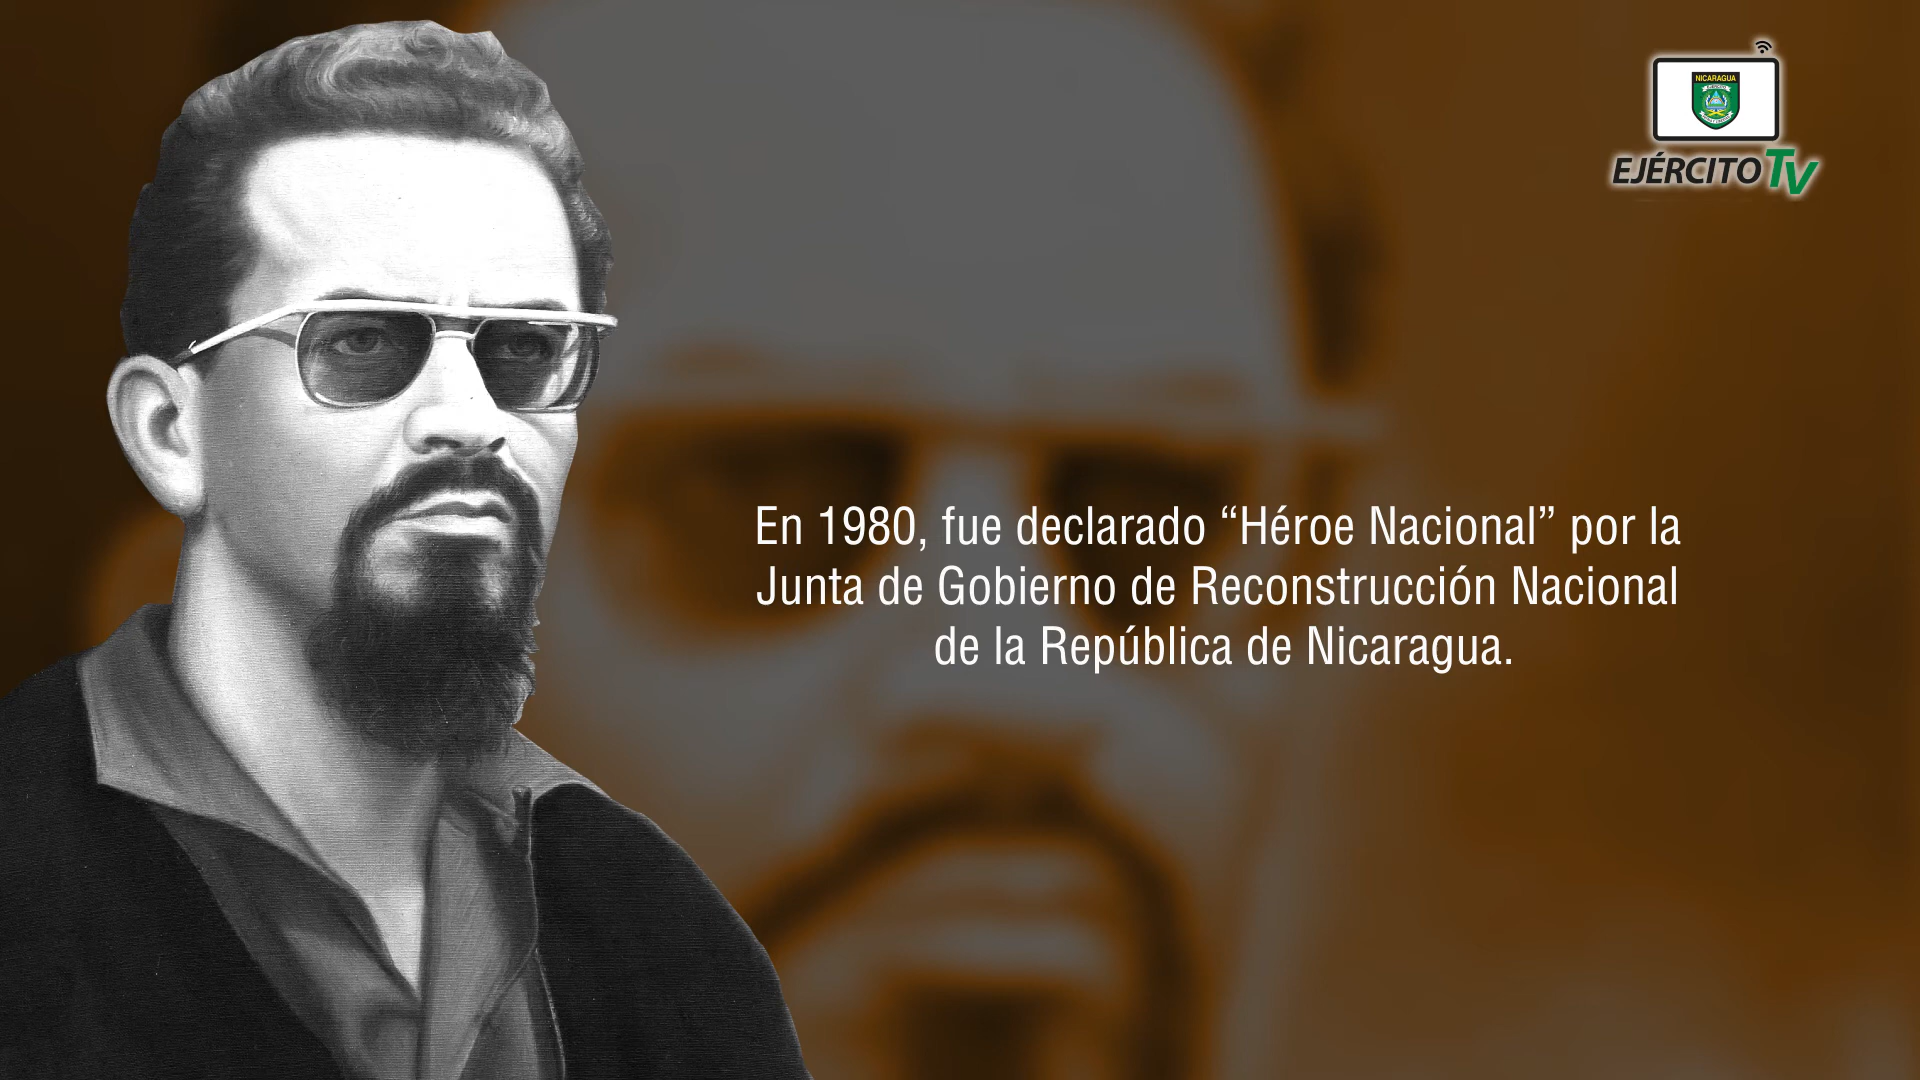 NICARAGUA
EJÉRCITO
EJÉRCITO TV
En 1980, fue declarado “Héroe Nacional” por la
Junta de Gobierno de Reconstrucción Nacional
de la República de Nicaragua.